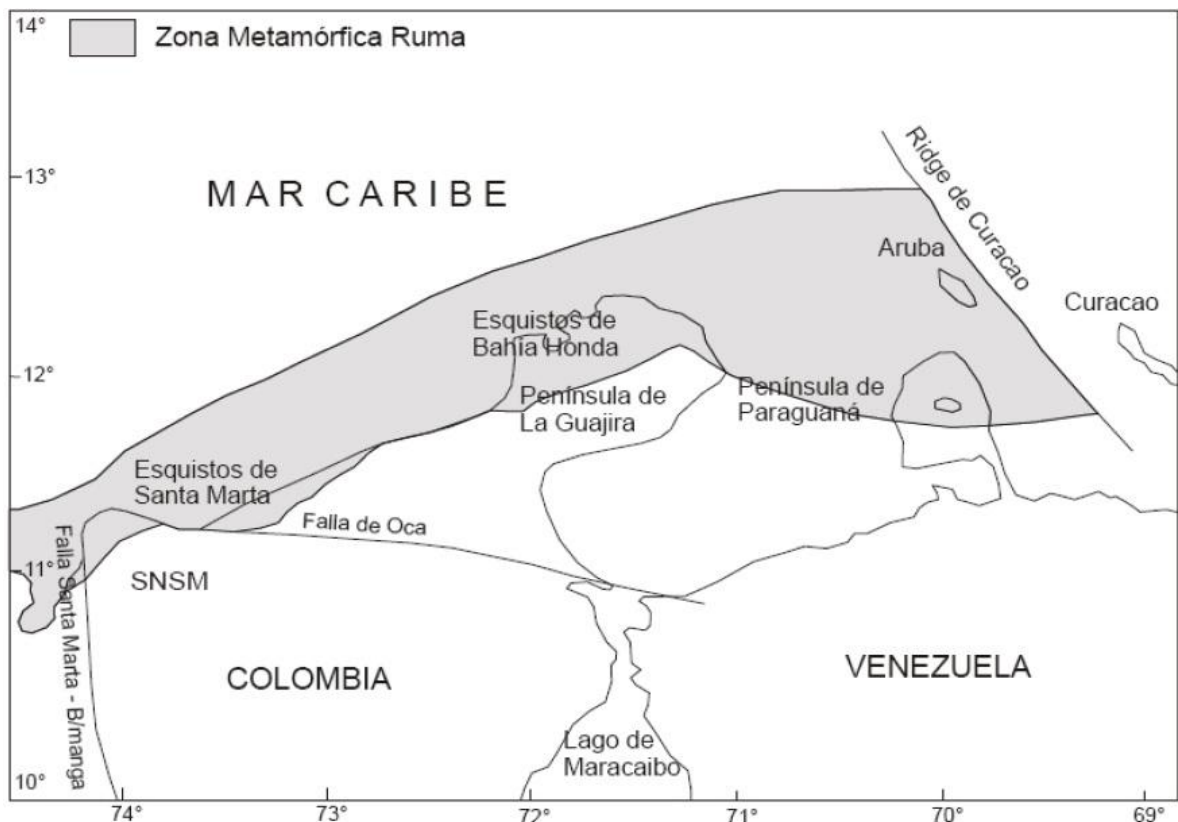 14°
Zona Metamórfica Ruma
13°
MAR CARIBE
Ridge de Curacao
Aruba
Curacao
Esquistos de
Bahía Honda
12°
Península de
La Guajira
Península de
Paraguaná
Esquistos de
Santa Marta
Falla de Oca
11°
SNSM
Falla Santa Marta - B/manga
COLOMBIA
VENEZUELA
Lago de
Maracaibo
10°
74°
73°
72°
71°
70°
69°